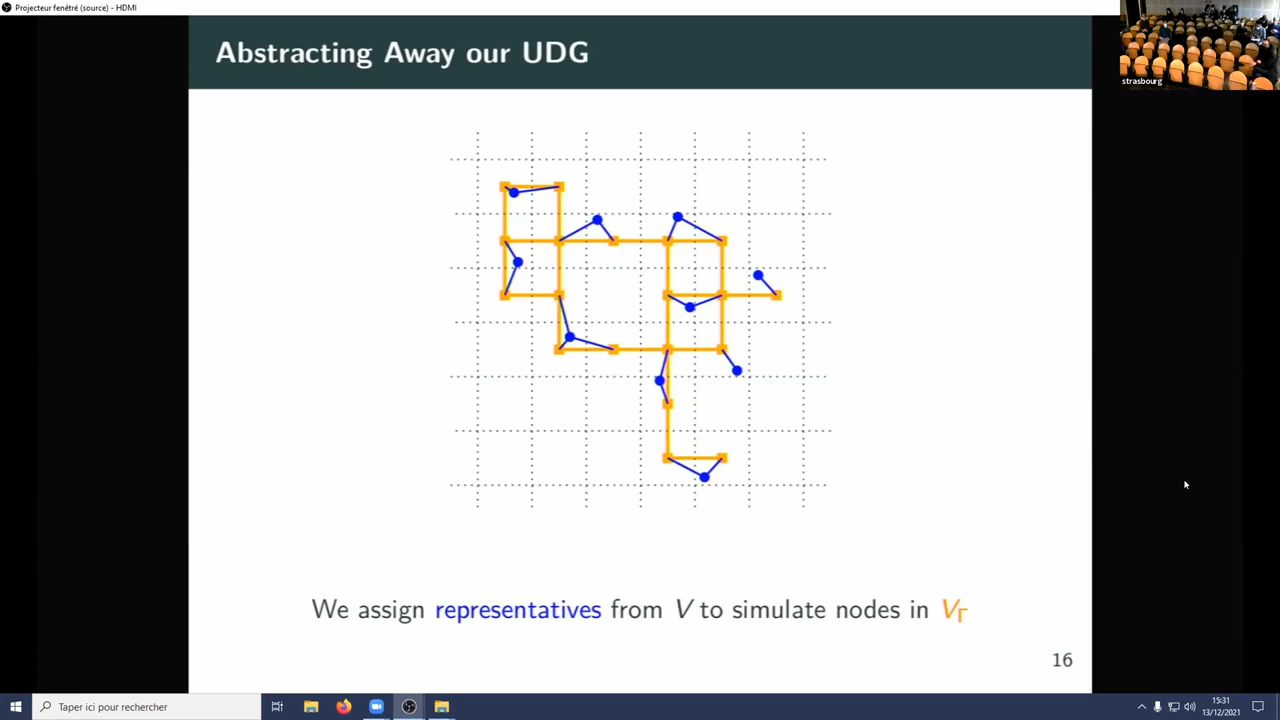 Projecteur fenêtré (source) - HDMI
Abstracting Away our UDG
strasbourg
We assign representatives from V to simulate nodes in VΓ
16
Taper ici pour rechercher
15:31
13/12/2021